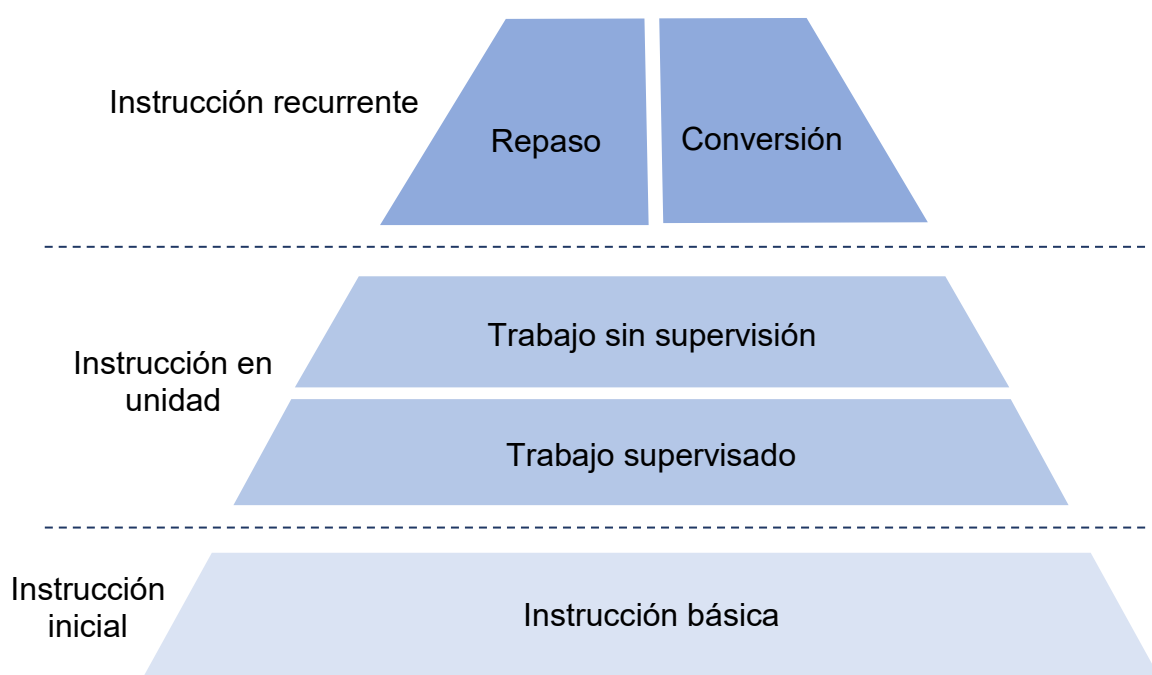 Instrucción recurrente
Repaso
Conversión
Instrucción en
unidad
Trabajo sin supervisión
Trabajo supervisado
Instrucción
inicial
Instrucción básica